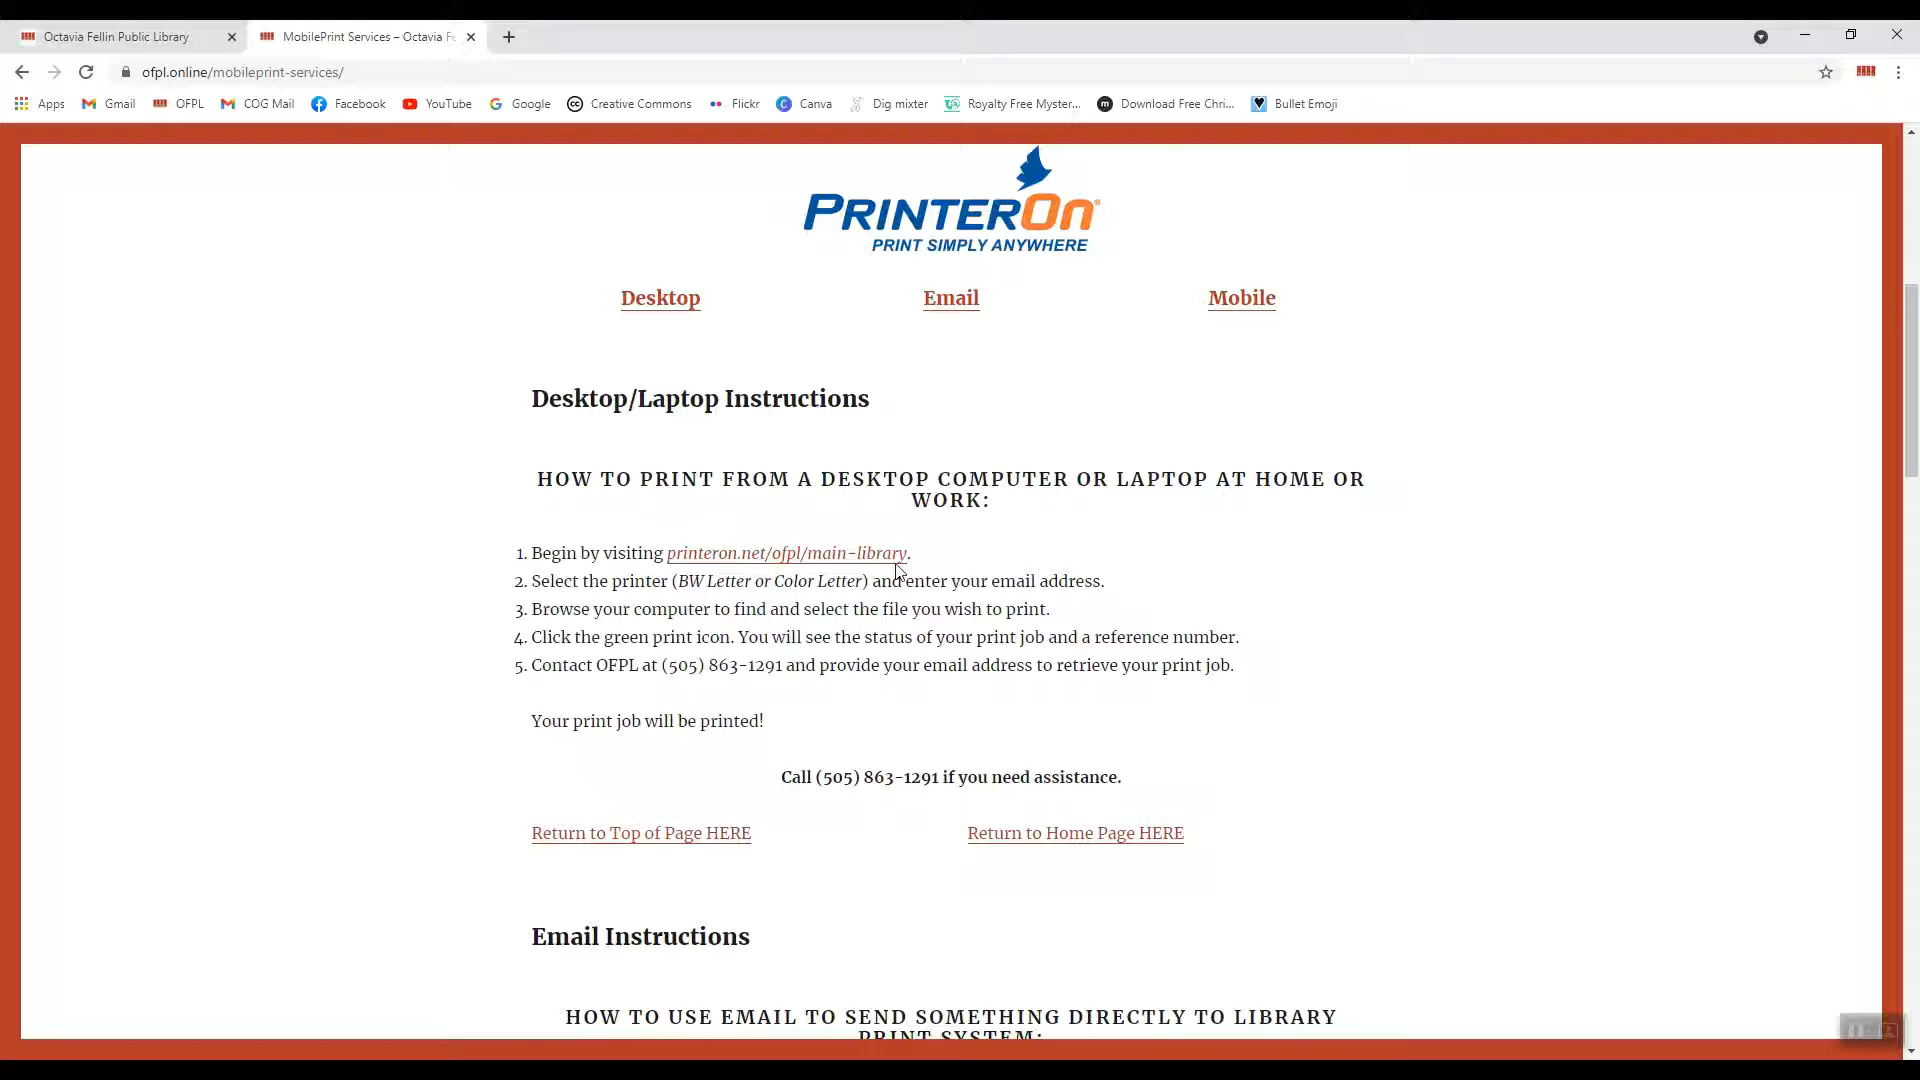 Octavia Fellin Public Library
MobilePrint Services – Octavia Fe
ofpl.online/mobileprint-services/
Apps Gmail OFPL COG Mail Facebook YouTube Google Creative Commons Flickr Canva Dig mixter Royalty Free Myster... Download Free Chri... Bullet Emoji
PRINTERON®
PRINT SIMPLY ANYWHERE
Desktop Email Mobile
Desktop/Laptop Instructions
HOW TO PRINT FROM A DESKTOP COMPUTER OR LAPTOP AT HOME OR
WORK:
1. Begin by visiting printeron.net/ofpl/main-library.
2. Select the printer (BW Letter or Color Letter) and enter your email address.
3. Browse your computer to find and select the file you wish to print.
4. Click the green print icon. You will see the status of your print job and a reference number.
5. Contact OFPL at (505) 863-1291 and provide your email address to retrieve your print job.
Your print job will be printed!
Call (505) 863-1291 if you need assistance.
Return to Top of Page HERE Return to Home Page HERE
Email Instructions
HOW TO USE EMAIL TO SEND SOMETHING DIRECTLY TO LIBRARY
PRINT SYSTEM: